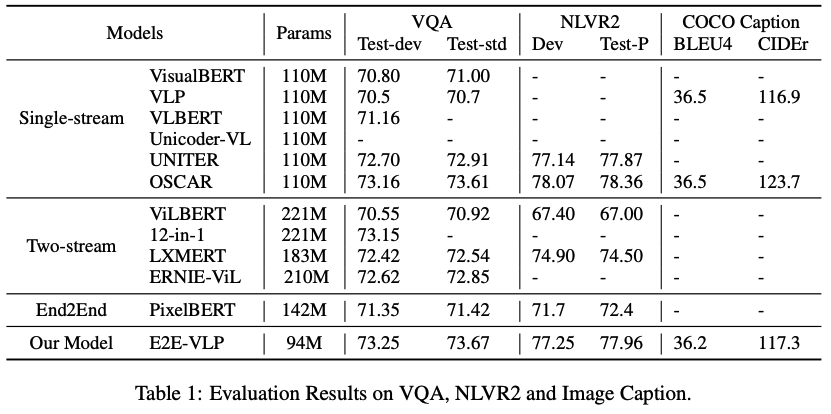 Models Params VQA NLVR2 COCO Caption
Test-dev Test-std Dev Test-P BLEU4 CIDEr
VisualBERT 110M 70.80 71.00 - - - -
VLP 110M 70.5 70.7 - - 36.5 116.9
Single-stream VLBERT 110M 71.16 - - - - -
Unicoder-VL 110M - - - - - -
UNITER 110M 72.70 72.91 77.14 77.87 - -
OSCAR 110M 73.16 73.61 78.07 78.36 36.5 123.7
ViLBERT 221M 70.55 70.92 67.40 67.00 - -
Two-stream 12-in-1 221M 73.15 - - - - -
LXMERT 183M 72.42 72.54 74.90 74.50 - -
ERNIE-ViL 210M 72.62 72.85 - - - -
End2End PixelBERT 142M 71.35 71.42 71.7 72.4 - -
Our Model E2E-VLP 94M 73.25 73.67 77.25 77.96 36.2 117.3
Table 1: Evaluation Results on VQA, NLVR2 and Image Caption.